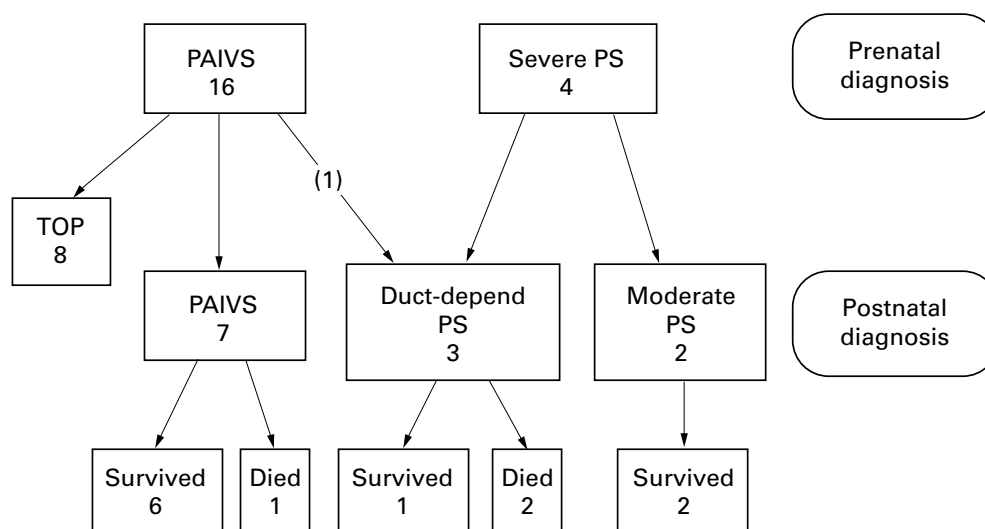 PAIVS
16
Severe PS
4
Prenatal
diagnosis
(1)
TOP
8
PAIVS
7
Duct-depend
PS
3
Moderate
PS
2
Postnatal
diagnosis
Survived
6
Died
1
Survived
1
Died
2
Survived
2